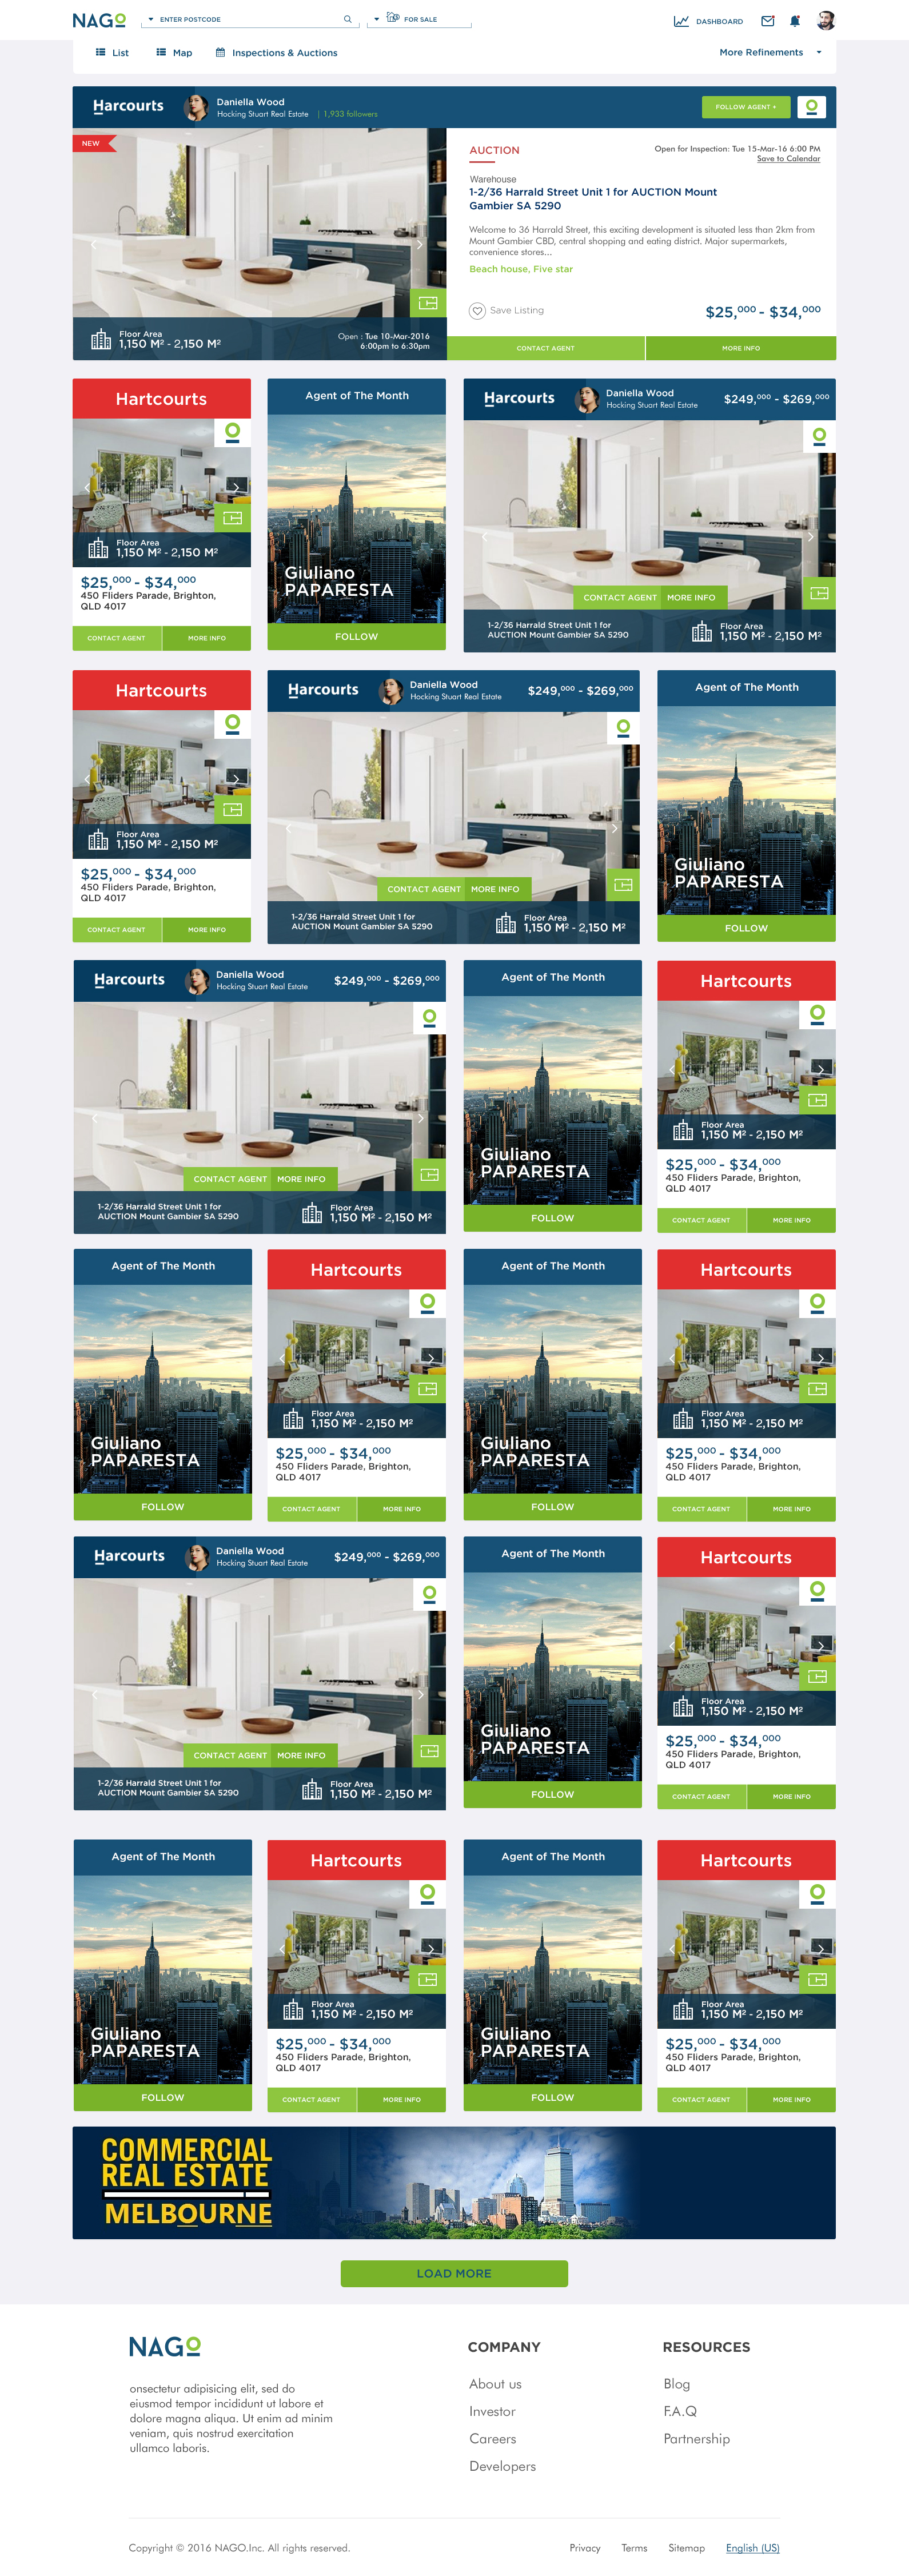 NAGO
ENTER POSTCODE
FOR SALE
DASHBOARD
List
Map
Inspections & Auctions
More Refinements
Harcourts
Daniella Wood
Hocking Stuart Real Estate | 1,933 followers
FOLLOW AGENT +
NEW
Floor Area
1,150 M² - 2,150 M²
Open : Tue 10-Mar-2016
6:00pm to 6:30pm
AUCTION
Open for Inspection: Tue 15-Mar-16 6:00 PM
Save to Calendar
Warehouse
1-2/36 Harrald Street Unit 1 for AUCTION Mount
Gambier SA 5290
Welcome to 36 Harrald Street, this exciting development is situated less than 2km from
Mount Gambier CBD, central shopping and eating district. Major supermarkets,
convenience stores...
Beach house, Five star
Save Listing
$25,000 - $34,000
CONTACT AGENT
MORE INFO
Hartcourts
Floor Area
1,150 M² - 2,150 M²
$25,000 - $34,000
450 Fliders Parade, Brighton,
QLD 4017
CONTACT AGENT
MORE INFO
Agent of The Month
Giuliano
PAPARESTA
FOLLOW
Harcourts
Daniella Wood
Hocking Stuart Real Estate
$249,000 - $269,000
CONTACT AGENT
MORE INFO
1-2/36 Harrald Street Unit 1 for
AUCTION Mount Gambier SA 5290
Floor Area
1,150 M² - 2,150 M²
Hartcourts
Floor Area
1,150 M² - 2,150 M²
$25,000 - $34,000
450 Fliders Parade, Brighton,
QLD 4017
CONTACT AGENT
MORE INFO
Harcourts
Daniella Wood
Hocking Stuart Real Estate
$249,000 - $269,000
CONTACT AGENT
MORE INFO
1-2/36 Harrald Street Unit 1 for
AUCTION Mount Gambier SA 5290
Floor Area
1,150 M² - 2,150 M²
Agent of The Month
Giuliano
PAPARESTA
FOLLOW
Harcourts
Daniella Wood
Hocking Stuart Real Estate
$249,000 - $269,000
CONTACT AGENT
MORE INFO
1-2/36 Harrald Street Unit 1 for
AUCTION Mount Gambier SA 5290
Floor Area
1,150 M² - 2,150 M²
Agent of The Month
Giuliano
PAPARESTA
FOLLOW
Hartcourts
Floor Area
1,150 M² - 2,150 M²
$25,000 - $34,000
450 Fliders Parade, Brighton,
QLD 4017
CONTACT AGENT
MORE INFO
Agent of The Month
Giuliano
PAPARESTA
FOLLOW
Hartcourts
Floor Area
1,150 M² - 2,150 M²
$25,000 - $34,000
450 Fliders Parade, Brighton,
QLD 4017
CONTACT AGENT
MORE INFO
Agent of The Month
Giuliano
PAPARESTA
FOLLOW
Hartcourts
Floor Area
1,150 M² - 2,150 M²
$25,000 - $34,000
450 Fliders Parade, Brighton,
QLD 4017
CONTACT AGENT
MORE INFO
Harcourts
Daniella Wood
Hocking Stuart Real Estate
$249,000 - $269,000
CONTACT AGENT
MORE INFO
1-2/36 Harrald Street Unit 1 for
AUCTION Mount Gambier SA 5290
Floor Area
1,150 M² - 2,150 M²
Agent of The Month
Giuliano
PAPARESTA
FOLLOW
Hartcourts
Floor Area
1,150 M² - 2,150 M²
$25,000 - $34,000
450 Fliders Parade, Brighton,
QLD 4017
CONTACT AGENT
MORE INFO
Agent of The Month
Giuliano
PAPARESTA
FOLLOW
Hartcourts
Floor Area
1,150 M² - 2,150 M²
$25,000 - $34,000
450 Fliders Parade, Brighton,
QLD 4017
CONTACT AGENT
MORE INFO
Agent of The Month
Giuliano
PAPARESTA
FOLLOW
Hartcourts
Floor Area
1,150 M² - 2,150 M²
$25,000 - $34,000
450 Fliders Parade, Brighton,
QLD 4017
CONTACT AGENT
MORE INFO
COMMERCIAL
REAL ESTATE
MELBOURNE
LOAD MORE
NAGO
onsectetur adipisicing elit, sed do
eiusmod tempor incididunt ut labore et
dolore magna aliqua. Ut enim ad minim
veniam, quis nostrud exercitation
ullamco laboris.
COMPANY
About us
Investor
Careers
Developers
RESOURCES
Blog
F.A.Q
Partnership
Copyright © 2016 NAGO.Inc. All rights reserved.
Privacy
Terms
Sitemap
English (US)